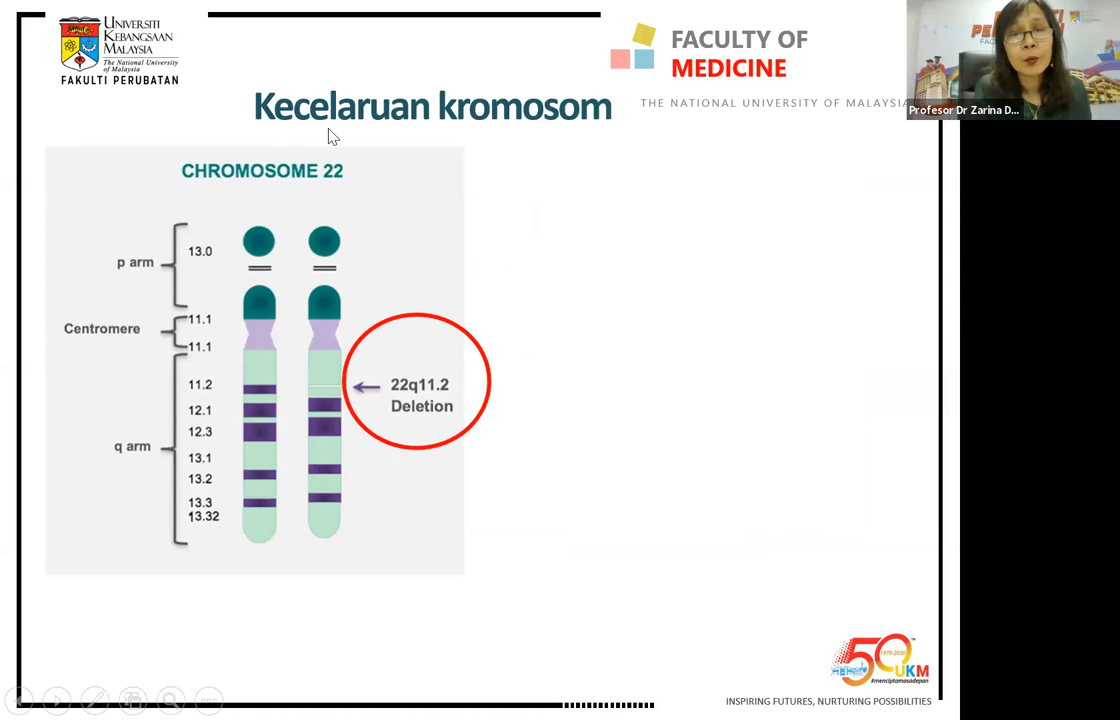 UNIVERSITI
KEBANGSAAN
MALAYSIA
The National University
of Malaysia
FAKULTI PERUBATAN
FACULTY OF
MEDICINE
THE NATIONAL UNIVERSITY OF MALAYSIA
Profesor Dr Zarina D...
Kecelaruan kromosom
CHROMOSOME 22
p arm
13.0
Centromere
11.1
11.1
q arm
11.2
12.1
12.3
13.1
13.2
13.3
13.32
22q11.2
Deletion
50
1970-2020
UKM
#menciptamasadepan
INSPIRING FUTURES, NURTURING POSSIBILITIES